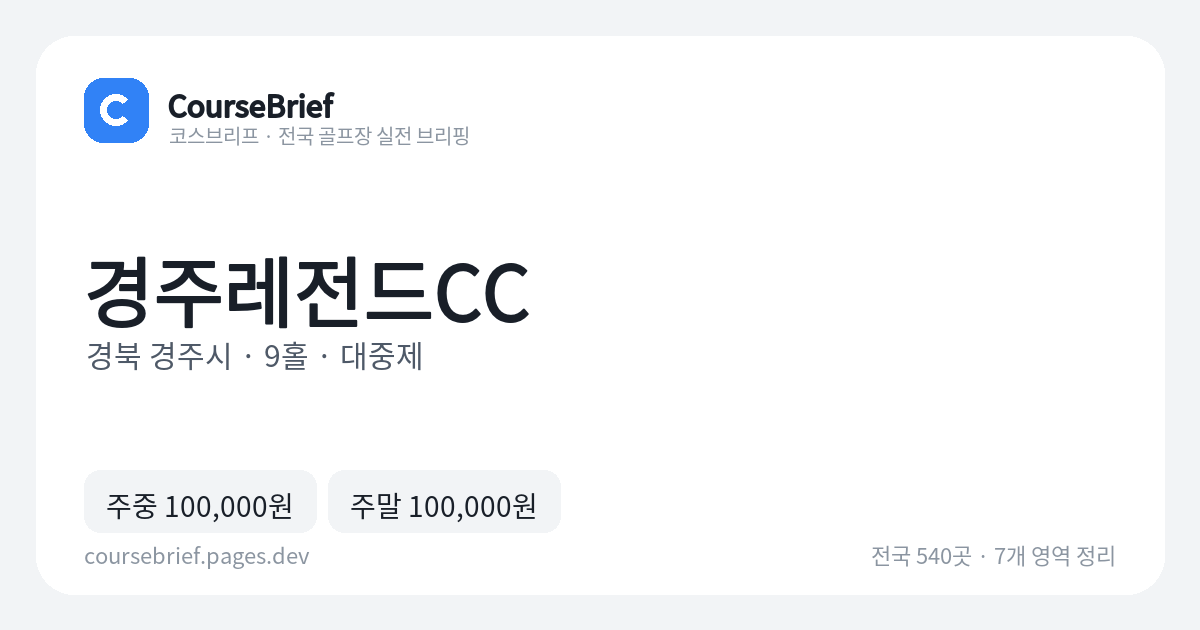 C
CourseBrief
코스브리프 · 전국 골프장 실전 브리핑
경주레전드CC
경북 경주시 · 9홀 · 대중제
주중 100,000원 주말 100,000원
coursebrief.pages.dev 전국 540곳 · 7개 영역 정리